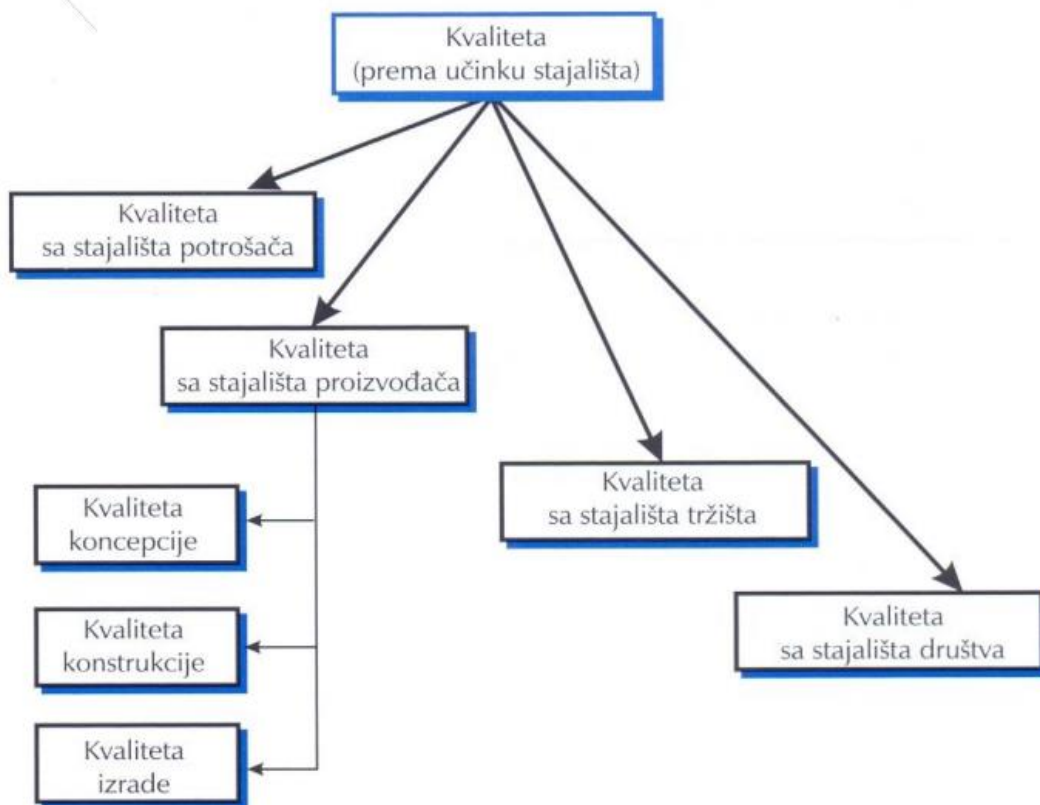 Kvaliteta
(prema učinku stajališta)
Kvaliteta
sa stajališta potrošača
Kvaliteta
sa stajališta proizvođača
Kvaliteta
koncepcije
Kvaliteta
konstrukcije
Kvaliteta
izrade
Kvaliteta
sa stajališta tržišta
Kvaliteta
sa stajališta društva